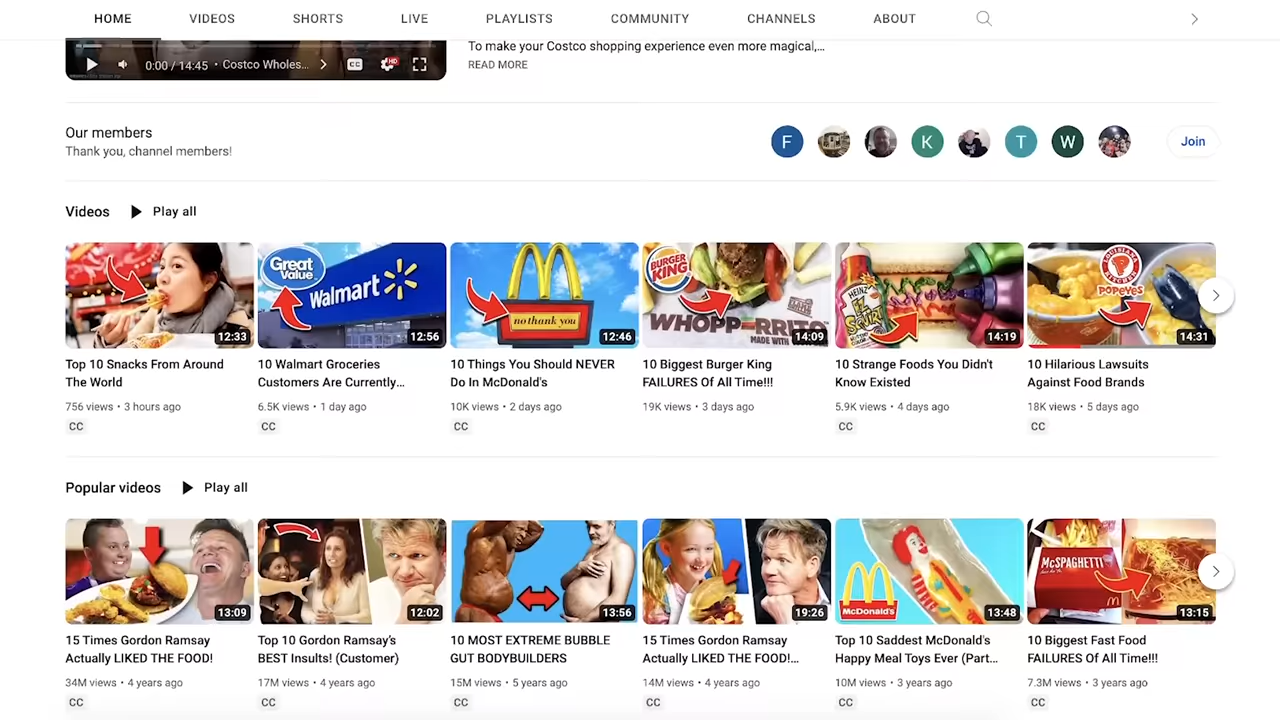 HOME VIDEOS SHORTS LIVE PLAYLISTS COMMUNITY CHANNELS ABOUT
To make your Costco shopping experience even more magical,...
READ MORE
0:00 / 14:45 • Costco Wholes... CC HD
Our members
Thank you, channel members!
F K T W
Join
Videos Play all
12:33
Great Value Walmart 12:56
no thank you 12:46
BURGER KING WHOPPERRITO MADE WITH 14:09
HEINZ EZ SQUIRT 14:19
LOUISIANA KITCHEN POPEYES 14:31
Top 10 Snacks From Around
The World
756 views • 3 hours ago
CC
10 Walmart Groceries
Customers Are Currently...
6.5K views • 1 day ago
CC
10 Things You Should NEVER
Do In McDonald's
10K views • 2 days ago
CC
10 Biggest Burger King
FAILURES Of All Time!!!
19K views • 3 days ago
10 Strange Foods You Didn't
Know Existed
5.9K views • 4 days ago
CC
10 Hilarious Lawsuits
Against Food Brands
18K views • 5 days ago
CC
Popular videos Play all
13:09
12:02
13:56
19:26
McDonald's 13:48
McSPAGHETTI 13:15
15 Times Gordon Ramsay
Actually LIKED THE FOOD!
34M views • 4 years ago
CC
Top 10 Gordon Ramsay's
BEST Insults! (Customer)
17M views • 4 years ago
CC
10 MOST EXTREME BUBBLE
GUT BODYBUILDERS
15M views • 5 years ago
CC
15 Times Gordon Ramsay
Actually LIKED THE FOOD!...
14M views • 4 years ago
CC
Top 10 Saddest McDonald's
Happy Meal Toys Ever (Part...
10M views • 3 years ago
CC
10 Biggest Fast Food
FAILURES Of All Time!!!
7.3M views • 3 years ago
CC